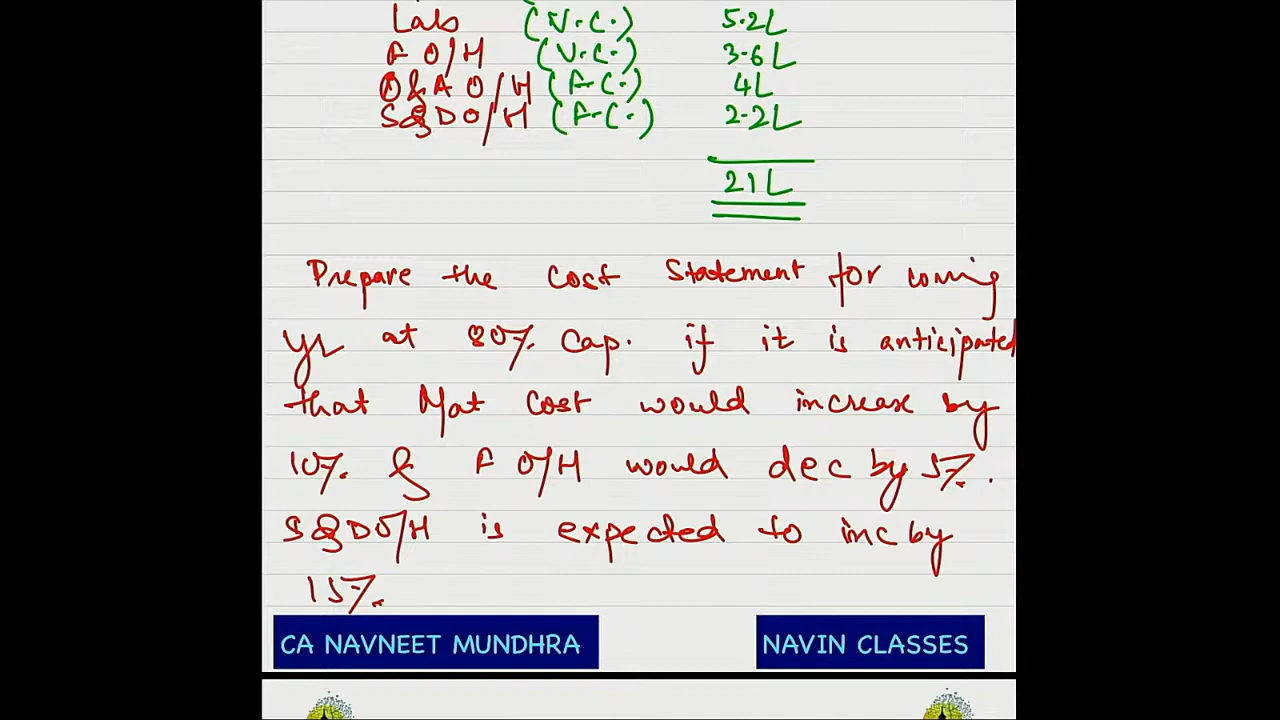 Lab (V.C.) 5.2L
F O/H (V.C.) 3.6L
O&A O/H (F.C.) 4L
S&D O/H (F.C.) 2.2L
21L
Prepare the Cost Statement for coming
yr at 80% Cap. if it is anticipated
that Mat Cost would increase by
10% & F O/H would dec by 5%.
S&D O/H is expected to inc by
15%.
CA NAVNEET MUNDHRA NAVIN CLASSES